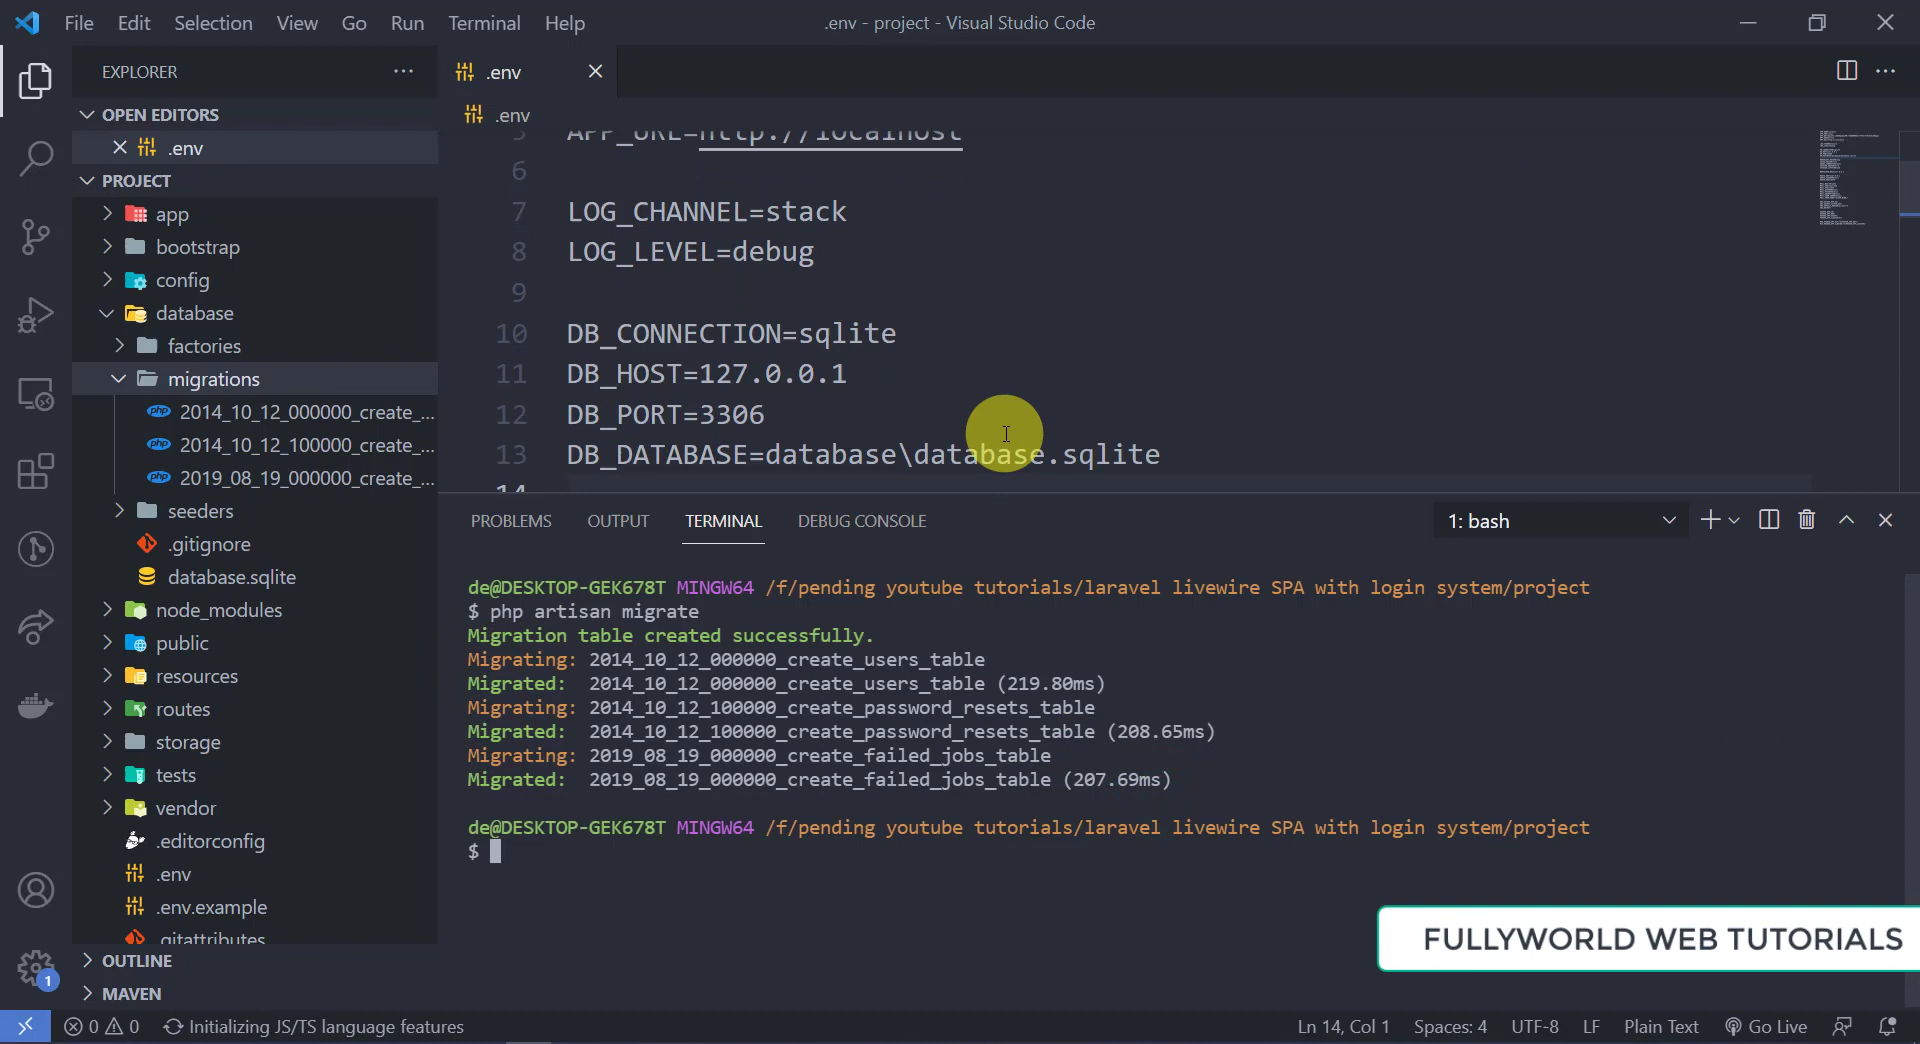 File Edit Selection View Go Run Terminal Help .env - project - Visual Studio Code
EXPLORER
OPEN EDITORS
.env
PROJECT
app
bootstrap
config
database
factories
migrations
2014_10_12_000000_create_...
2014_10_12_100000_create_...
2019_08_19_000000_create_...
seeders
.gitignore
database.sqlite
node_modules
public
resources
routes
storage
tests
vendor
.editorconfig
.env
.env.example
.gitattributes
OUTLINE
MAVEN
.env
.env
5 APP_URL=http://localhost
6
7 LOG_CHANNEL=stack
8 LOG_LEVEL=debug
9
10 DB_CONNECTION=sqlite
11 DB_HOST=127.0.0.1
12 DB_PORT=3306
13 DB_DATABASE=database\database.sqlite
14
PROBLEMS OUTPUT TERMINAL DEBUG CONSOLE 1: bash
de@DESKTOP-GEK678T MINGW64 /f/pending youtube tutorials/laravel livewire SPA with login system/project
$ php artisan migrate
Migration table created successfully.
Migrating: 2014_10_12_000000_create_users_table
Migrated: 2014_10_12_000000_create_users_table (219.80ms)
Migrating: 2014_10_12_100000_create_password_resets_table
Migrated: 2014_10_12_100000_create_password_resets_table (208.65ms)
Migrating: 2019_08_19_000000_create_failed_jobs_table
Migrated: 2019_08_19_000000_create_failed_jobs_table (207.69ms)
de@DESKTOP-GEK678T MINGW64 /f/pending youtube tutorials/laravel livewire SPA with login system/project
$
FULLYWORLD WEB TUTORIALS
1
0 0 Initializing JS/TS language features Ln 14, Col 1 Spaces: 4 UTF-8 LF Plain Text Go Live